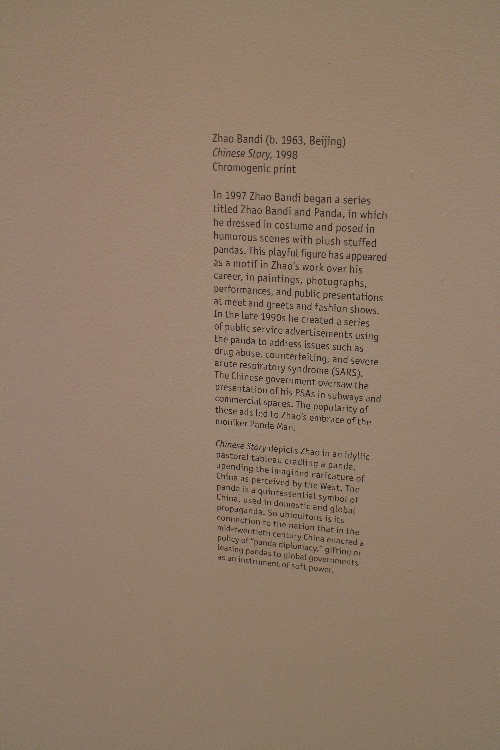 Zhao Bandi (b. 1963, Beijing)
Chinese Story, 1998
Chromogenic print
In 1997 Zhao Bandi began a series
titled Zhao Bandi and Panda, in which
he dressed in costume and posed in
humorous scenes with plush stuffed
pandas. This playful figure has appeared
as a motif in Zhao's work over his
career, in paintings, photographs,
performances, and public presentations
at meet and greets and fashion shows.
In the late 1990s he created a series
of public service advertisements using
the panda to address issues such as
drug abuse, counterfeiting, and severe
acute respiratory syndrome (SARS).
The Chinese government oversaw the
presentation of his PSAs in subways and
commercial spaces. The popularity of
these ads led to Zhao's embrace of the
moniker Panda Man.
Chinese Story depicts Zhao in an idyllic
pastoral tableau cradling a panda,
upending the imagined caricature of
China as perceived by the West. The
panda is a quintessential symbol of
China, used in domestic and global
propaganda. So ubiquitous is its
connection to the nation that in the
mid-twentieth century China enacted a
policy of "panda diplomacy," gifting or
leasing pandas to global governments
as an instrument of soft power.